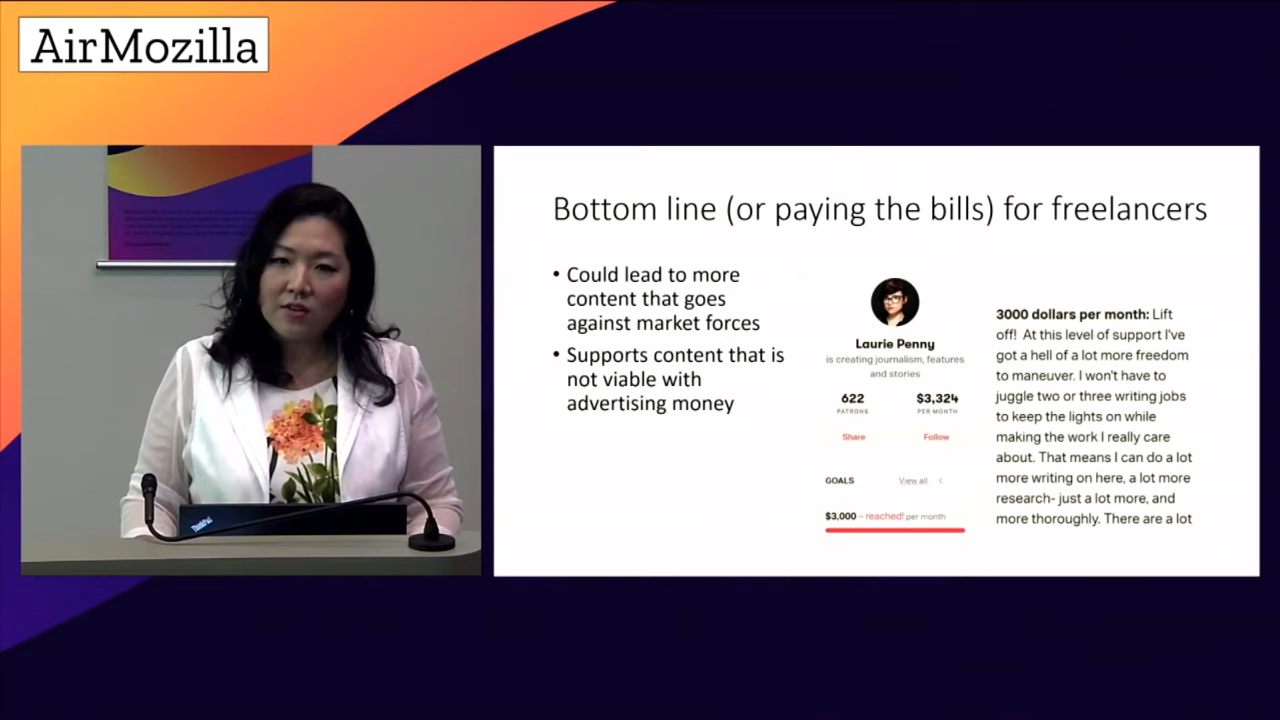 AirMozilla
ThinkPad
Bottom line (or paying the bills) for freelancers
• Could lead to more
content that goes
against market forces
• Supports content that is
not viable with
advertising money
Laurie Penny
is creating journalism, features
and stories
622
PATRONS
$3,324
PER MONTH
Share
Follow
GOALS
View all
$3,000 – reached! per month
3000 dollars per month: Lift
off! At this level of support I've
got a hell of a lot more freedom
to maneuver. I won't have to
juggle two or three writing jobs
to keep the lights on while
making the work I really care
about. That means I can do a lot
more writing on here, a lot more
research- just a lot more, and
more thoroughly. There are a lot